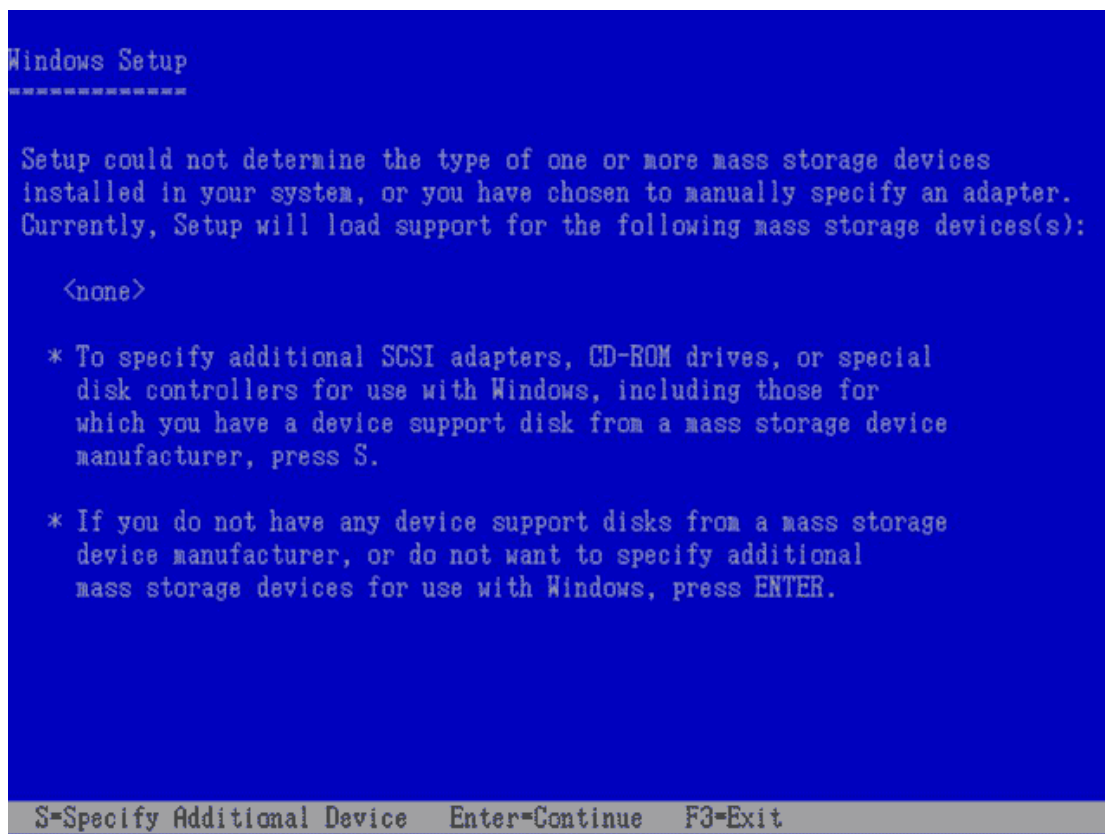 Windows Setup
=============
Setup could not determine the type of one or more mass storage devices
installed in your system, or you have chosen to manually specify an adapter.
Currently, Setup will load support for the following mass storage devices(s):
<none>
* To specify additional SCSI adapters, CD-ROM drives, or special
disk controllers for use with Windows, including those for
which you have a device support disk from a mass storage device
manufacturer, press S.
* If you do not have any device support disks from a mass storage
device manufacturer, or do not want to specify additional
mass storage devices for use with Windows, press ENTER.
S=Specify Additional Device Enter=Continue F3=Exit